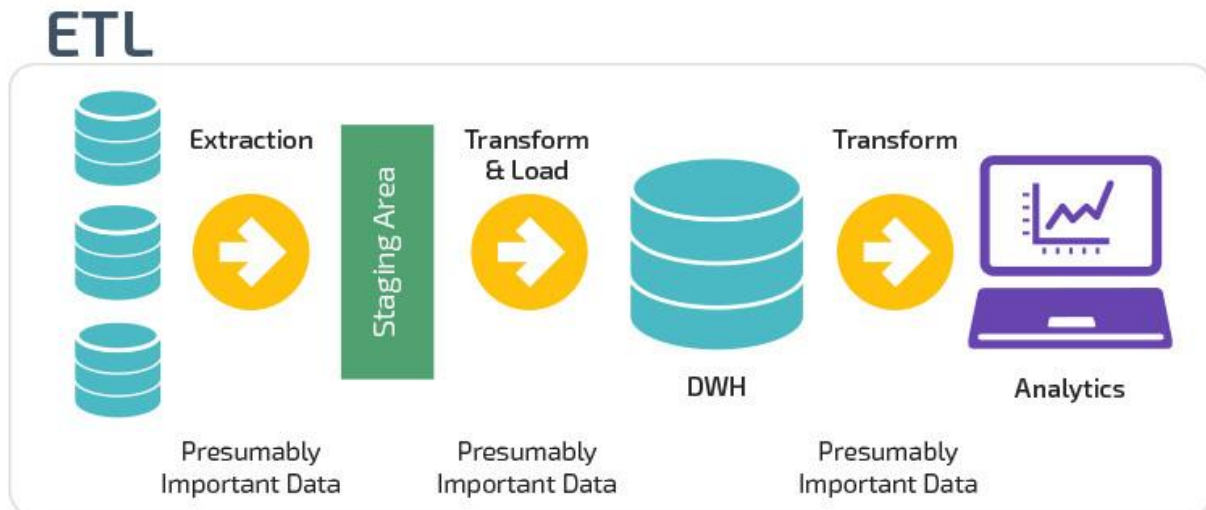 ETL
Extraction
Staging Area
Transform
& Load
Transform
DWH
Analytics
Presumably
Important Data
Presumably
Important Data
Presumably
Important Data